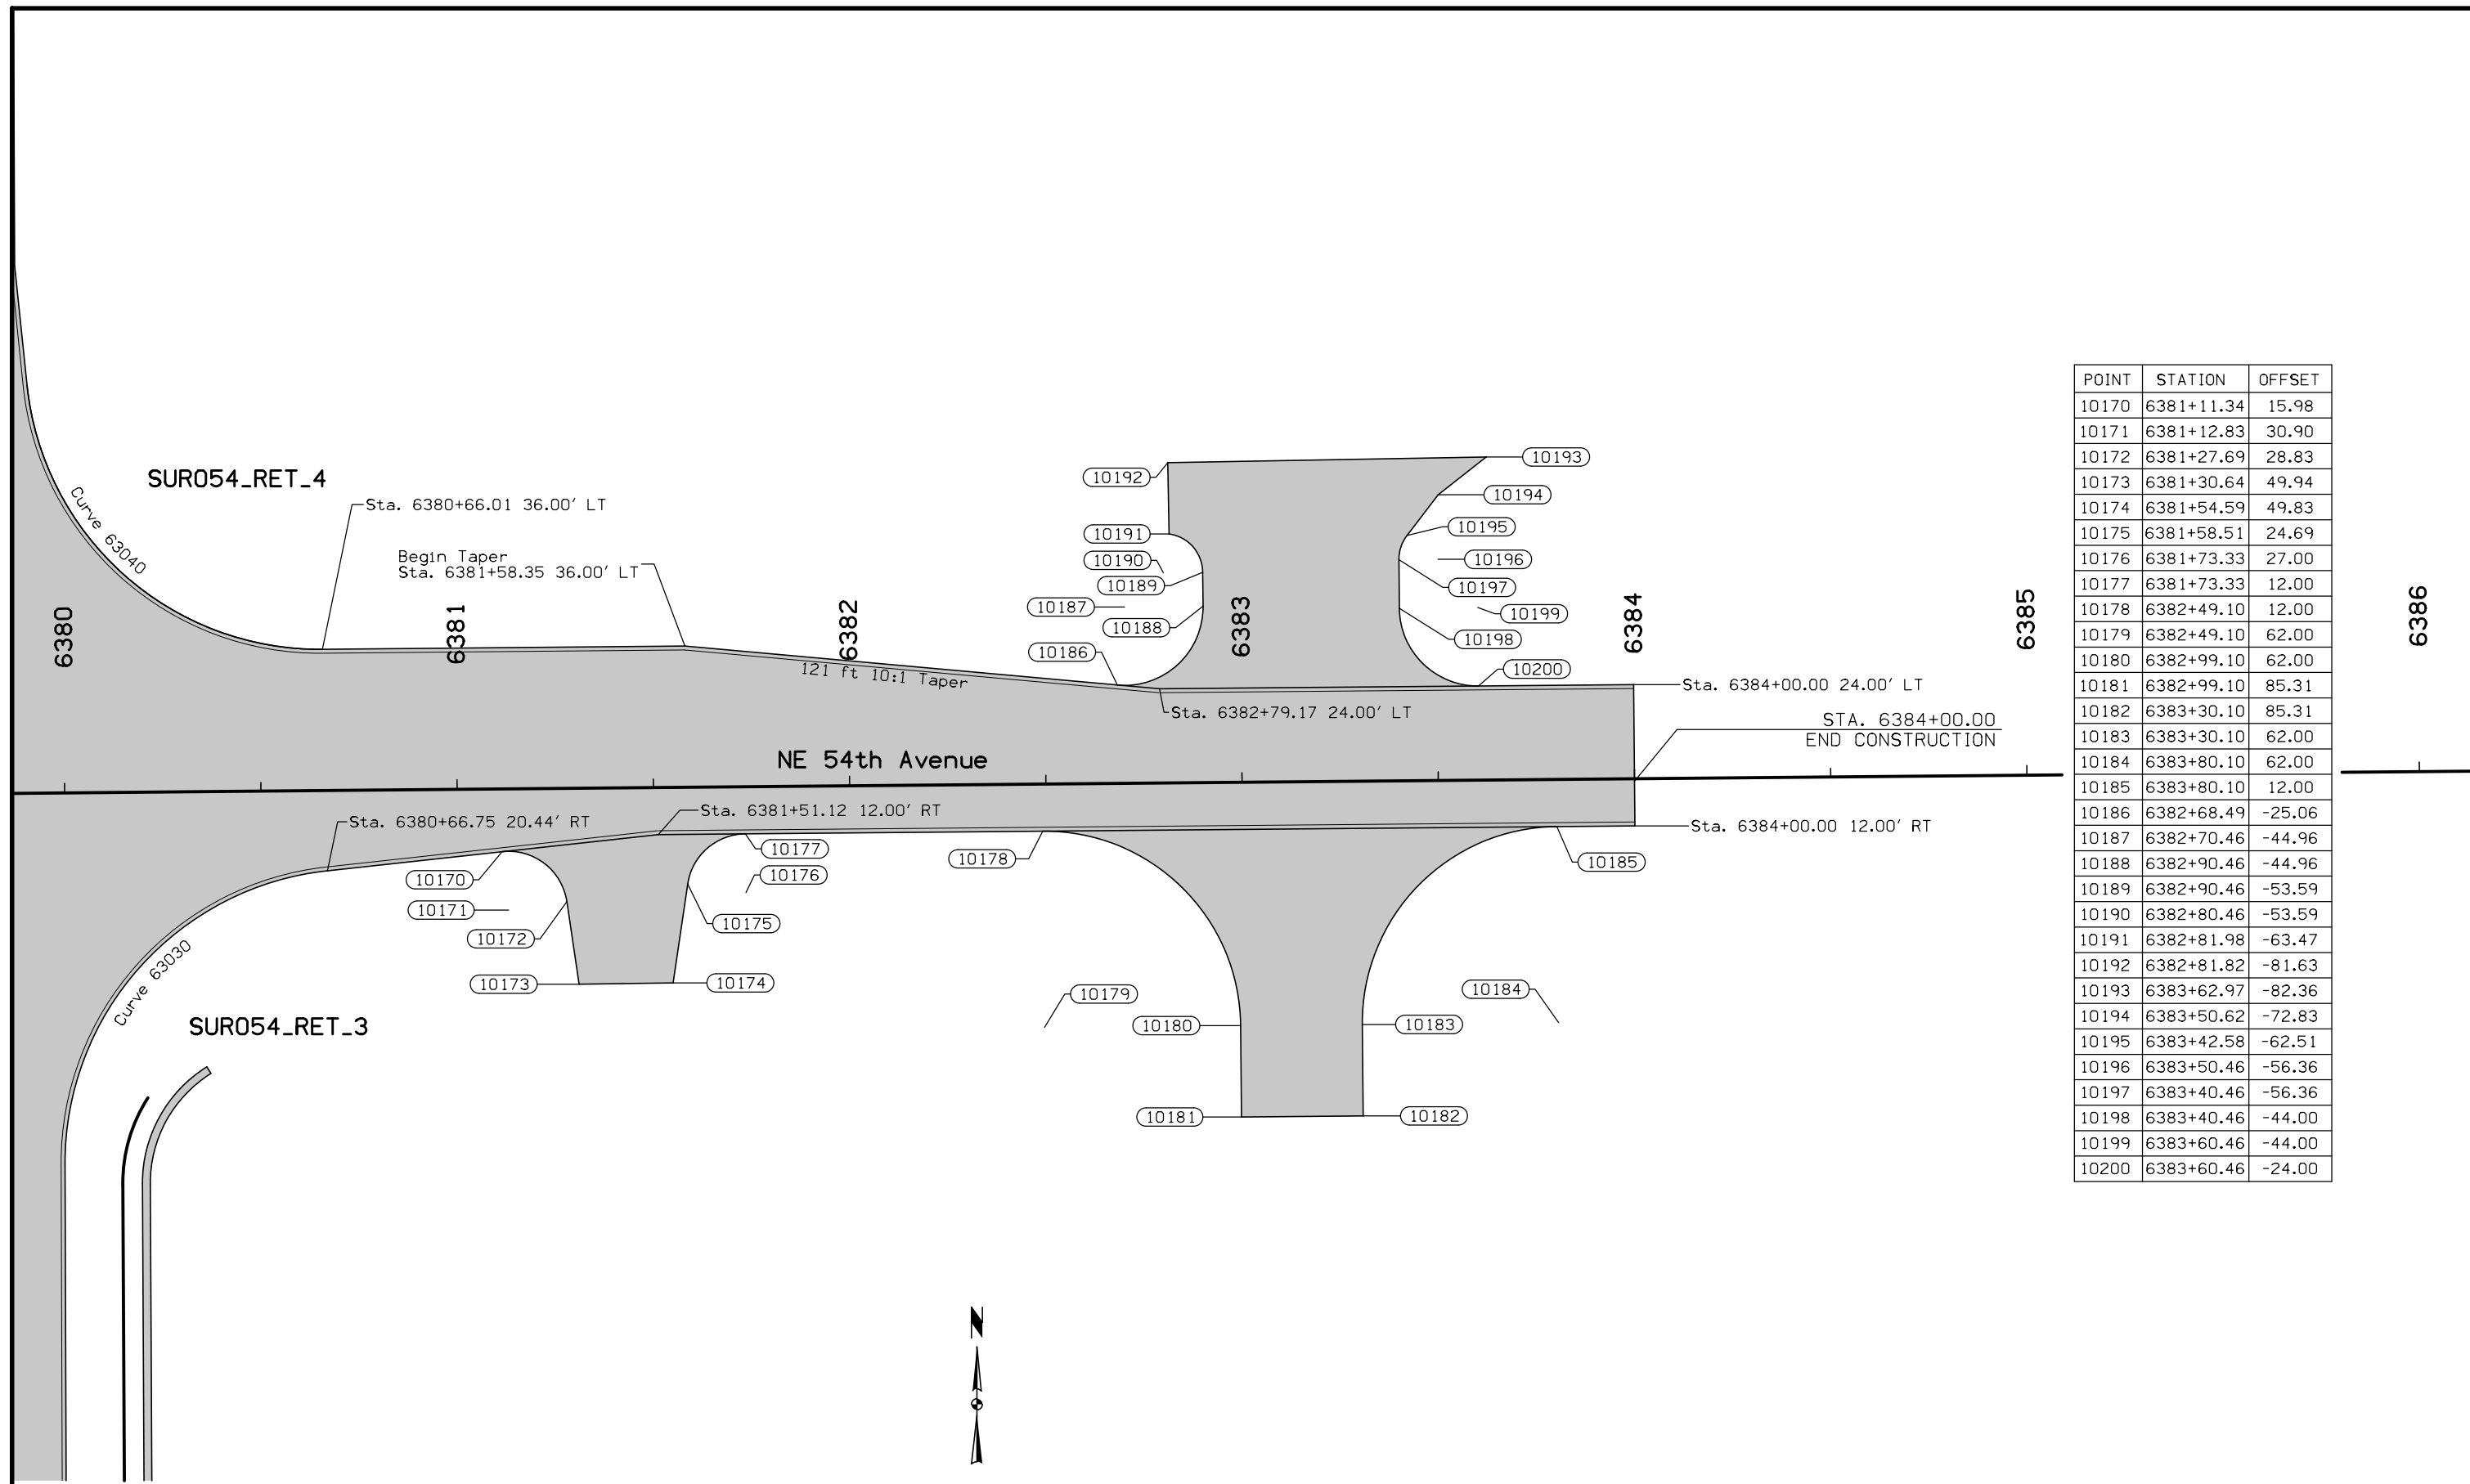 SUR054_RET_4
Curve 63040
Sta. 6380+66.01 36.00' LT
Begin Taper
Sta. 6381+58.35 36.00' LT
6380
6381
6382
6383
6384
6385
6386
121 ft 10:1 Taper
10192
10191
10190
10189
10187
10188
10186
10193
10194
10195
10196
10197
10199
10198
10200
Sta. 6382+79.17 24.00' LT
Sta. 6384+00.00 24.00' LT
STA. 6384+00.00
END CONSTRUCTION
NE 54th Avenue
Sta. 6380+66.75 20.44' RT
Sta. 6381+51.12 12.00' RT
Sta. 6384+00.00 12.00' RT
10170
10171
10172
10173
10177
10176
10175
10174
10178
10185
10179
10184
10180
10183
10181
10182
Curve 63030
SUR054_RET_3
N
POINT STATION OFFSET
10170 6381+11.34 15.98
10171 6381+12.83 30.90
10172 6381+27.69 28.83
10173 6381+30.64 49.94
10174 6381+54.59 49.83
10175 6381+58.51 24.69
10176 6381+73.33 27.00
10177 6381+73.33 12.00
10178 6382+49.10 12.00
10179 6382+49.10 62.00
10180 6382+99.10 62.00
10181 6382+99.10 85.31
10182 6383+30.10 85.31
10183 6383+30.10 62.00
10184 6383+80.10 62.00
10185 6383+80.10 12.00
10186 6382+68.49 -25.06
10187 6382+70.46 -44.96
10188 6382+90.46 -44.96
10189 6382+90.46 -53.59
10190 6382+80.46 -53.59
10191 6382+81.98 -63.47
10192 6382+81.82 -81.63
10193 6383+62.97 -82.36
10194 6383+50.62 -72.83
10195 6383+42.58 -62.51
10196 6383+50.46 -56.36
10197 6383+40.46 -56.36
10198 6383+40.46 -44.00
10199 6383+60.46 -44.00
10200 6383+60.46 -24.00